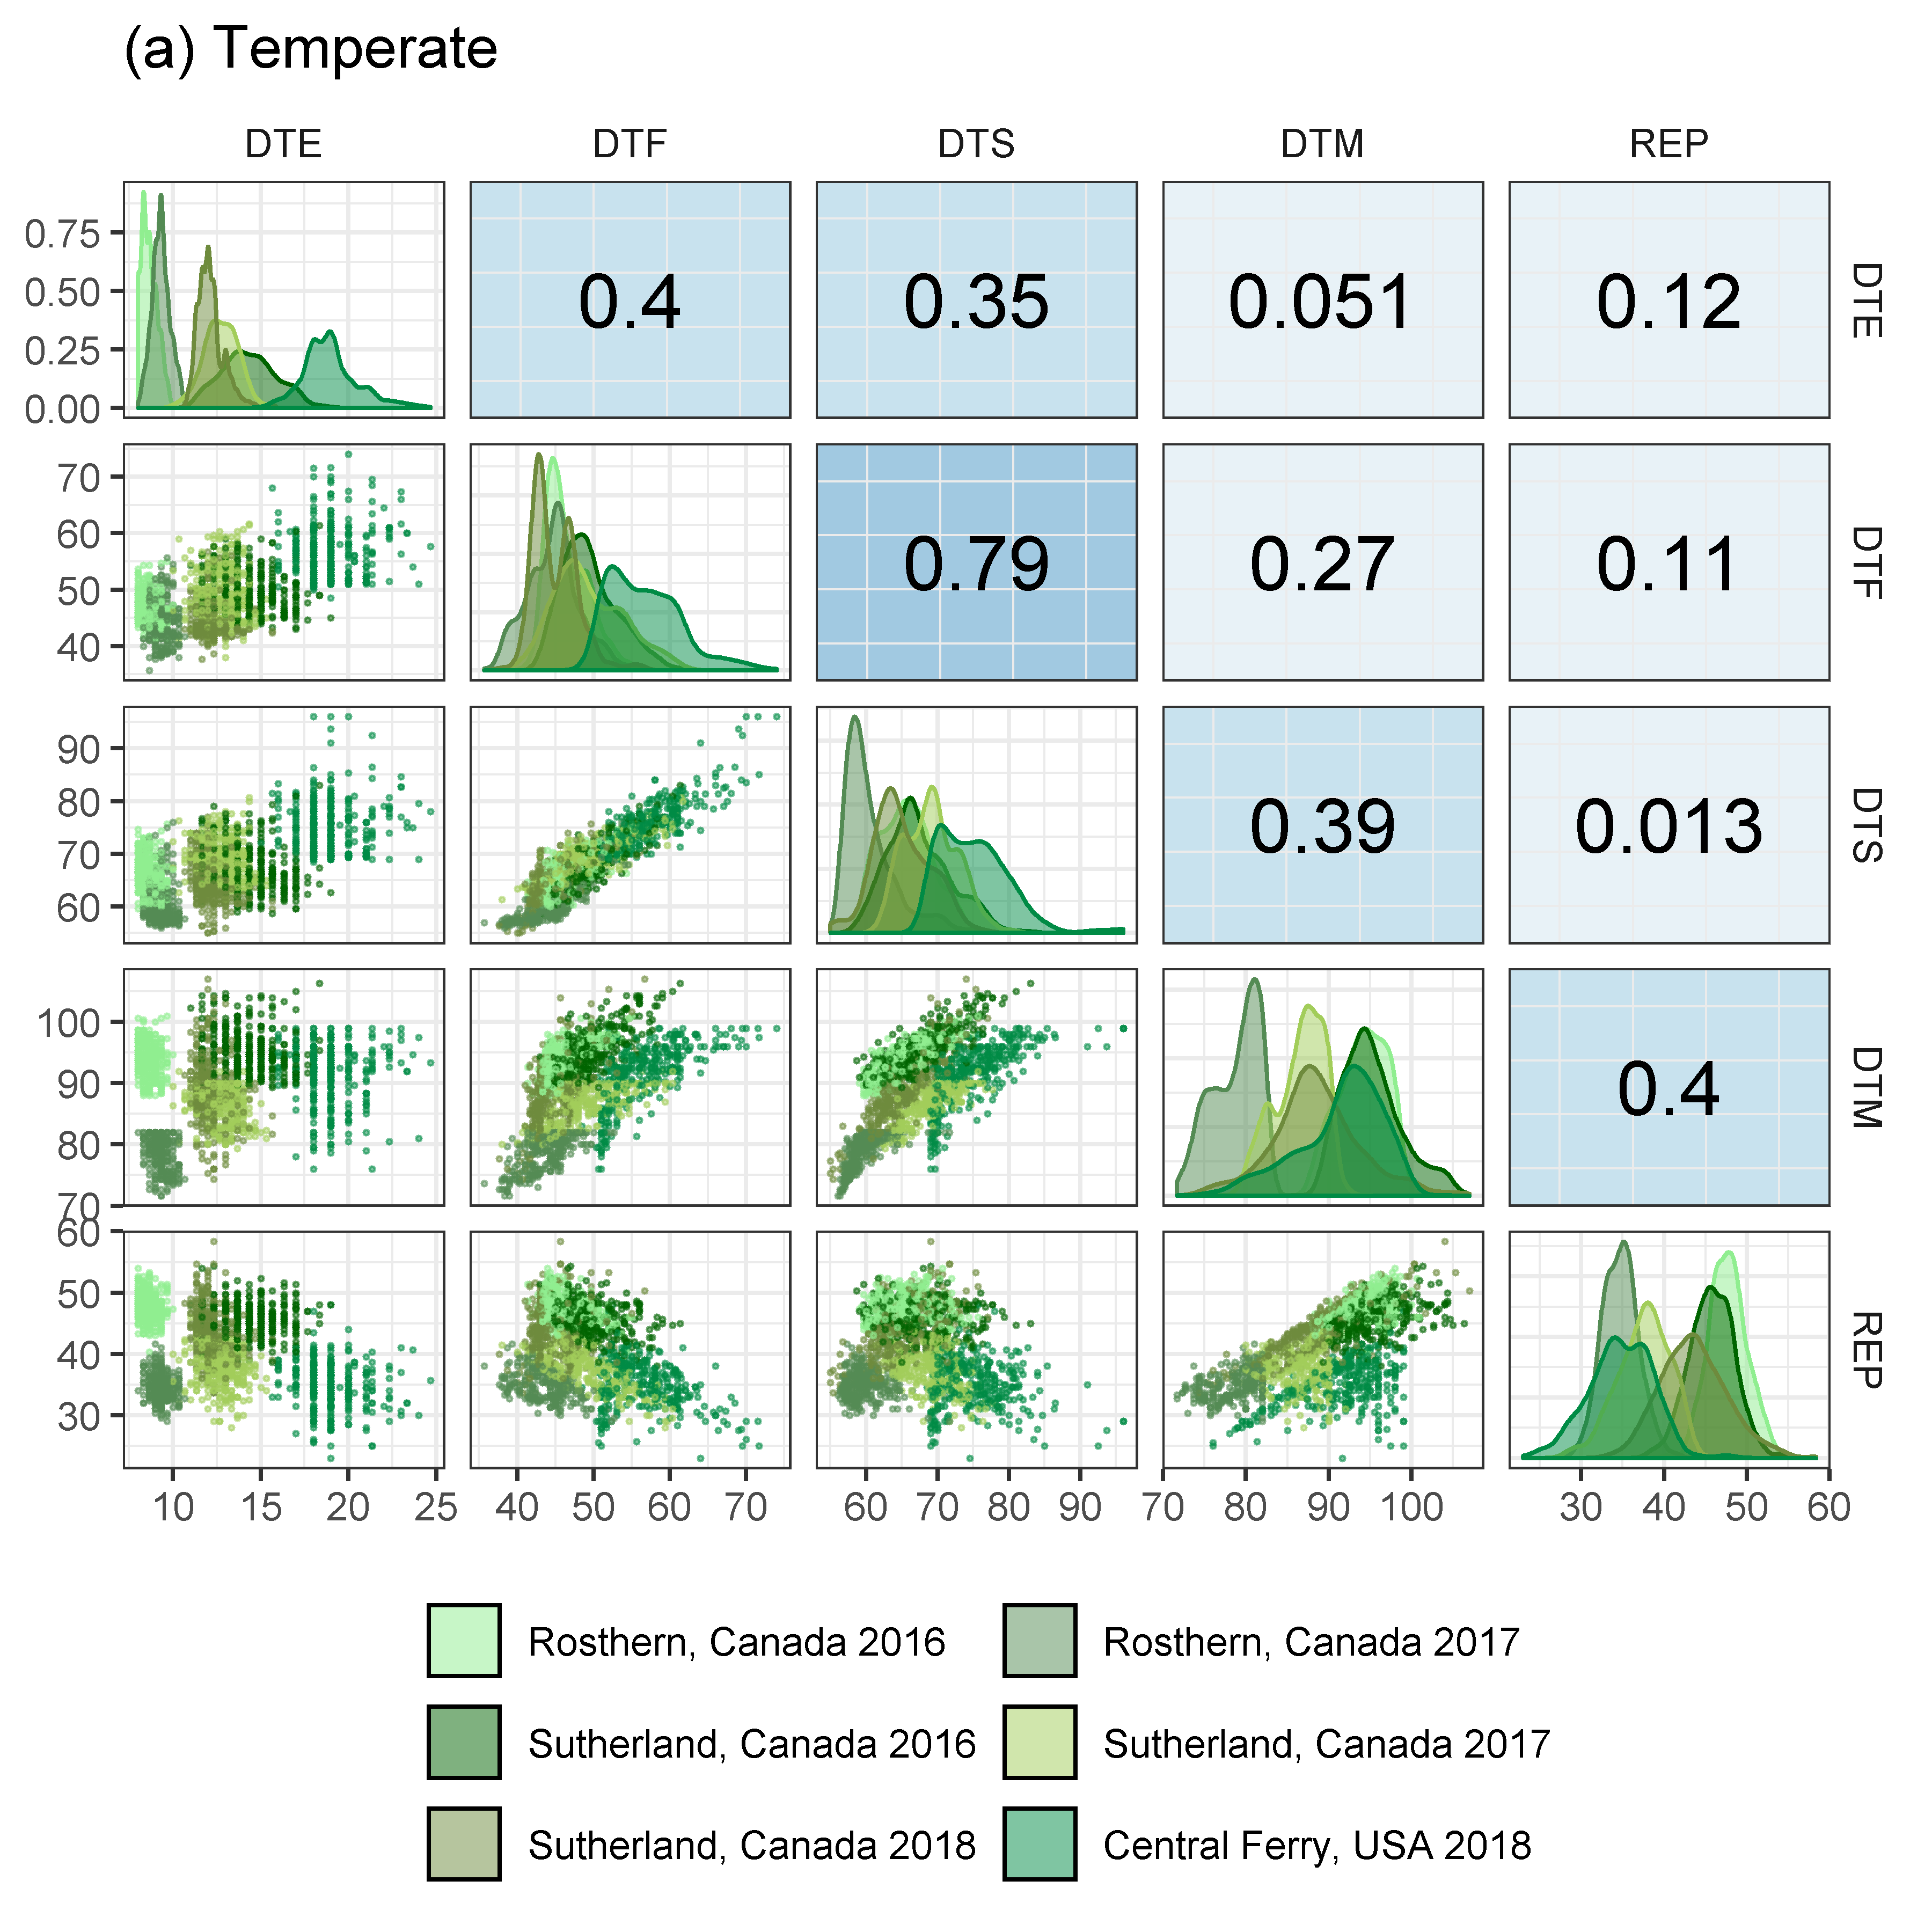 (a) Temperate
DTE DTF DTS DTM REP
0.75
0.50
0.25
0.00
0.4 0.35 0.051 0.12
DTE
70
60
50
40
0.79 0.27 0.11
DTF
90
80
70
60
0.39 0.013
DTS
100
90
80
70
0.4
DTM
60
50
40
30
REP
10 15 20 25 40 50 60 70 60 70 80 90 70 80 90 100 30 40 50 60
Rosthern, Canada 2016 Rosthern, Canada 2017
Sutherland, Canada 2016 Sutherland, Canada 2017
Sutherland, Canada 2018 Central Ferry, USA 2018